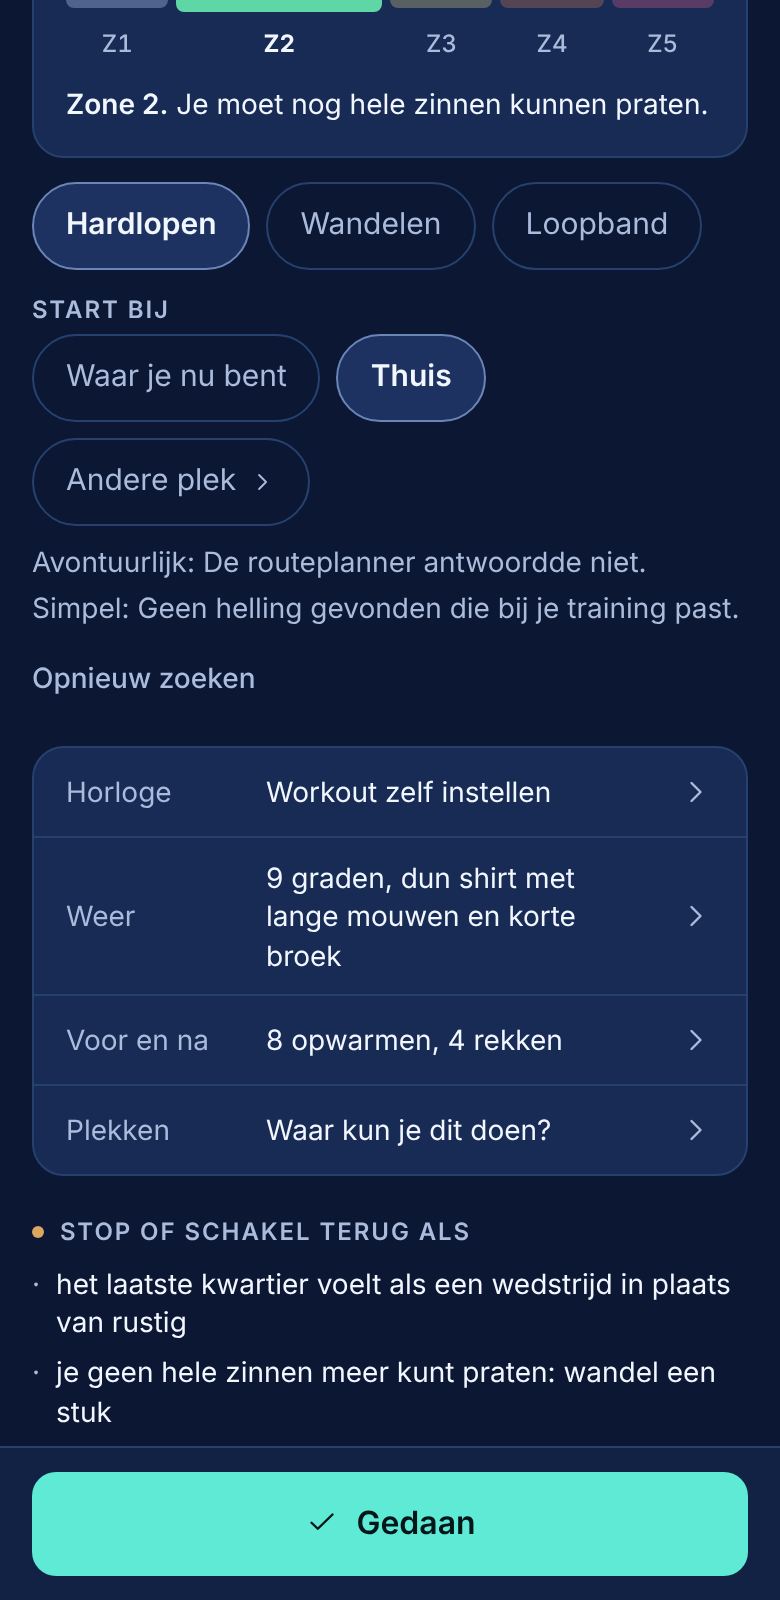 Z1 Z2 Z3 Z4 Z5
Zone 2. Je moet nog hele zinnen kunnen praten.
Hardlopen Wandelen Loopband
START BIJ
Waar je nu bent Thuis
Andere plek
Avontuurlijk: De routeplanner antwoordde niet.
Simpel: Geen helling gevonden die bij je training past.
Opnieuw zoeken
Horloge Workout zelf instellen
Weer 9 graden, dun shirt met
lange mouwen en korte
broek
Voor en na 8 opwarmen, 4 rekken
Plekken Waar kun je dit doen?
STOP OF SCHAKEL TERUG ALS
· het laatste kwartier voelt als een wedstrijd in plaats
van rustig
· je geen hele zinnen meer kunt praten: wandel een
stuk
Gedaan